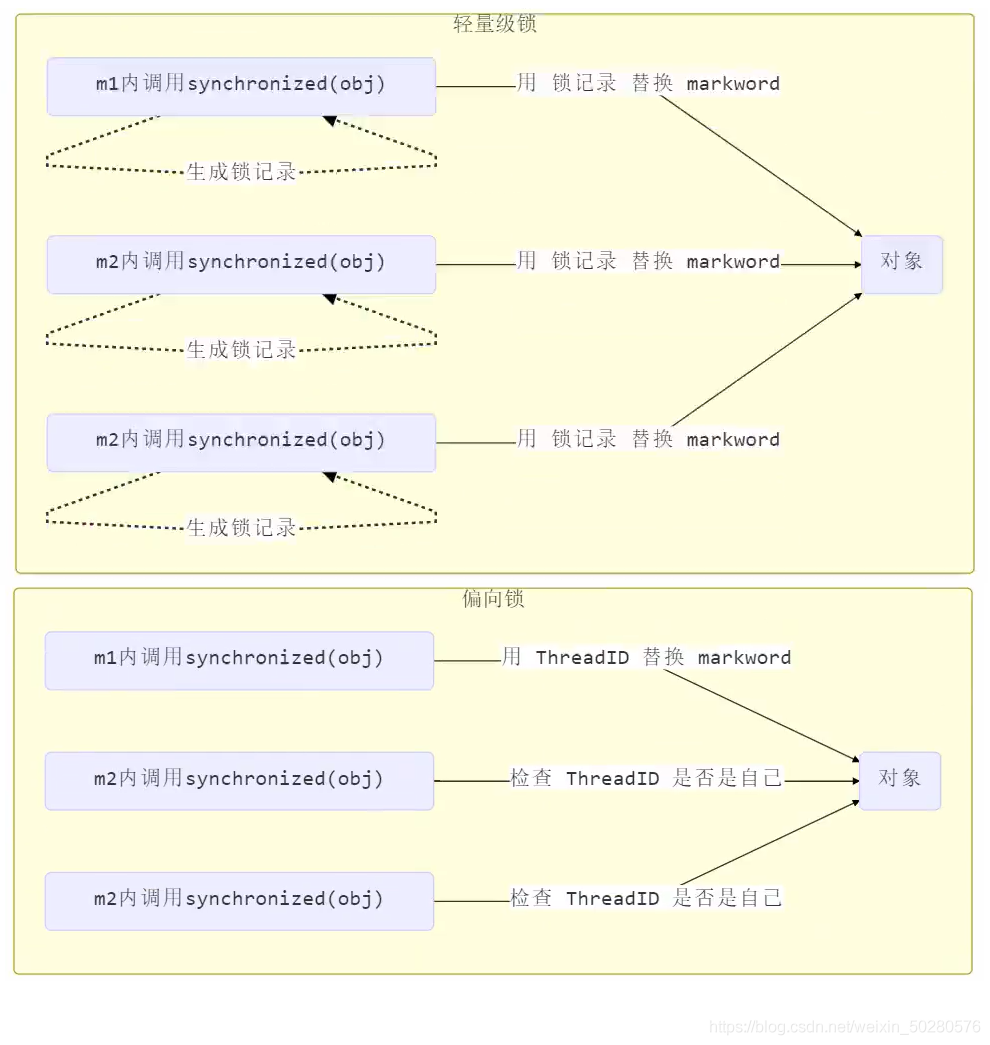 轻量级锁
m1内调用synchronized(obj)
用 锁记录 替换 markword
生成锁记录
m2内调用synchronized(obj)
用 锁记录 替换 markword
对象
生成锁记录
m2内调用synchronized(obj)
用 锁记录 替换 markword
生成锁记录
偏向锁
m1内调用synchronized(obj)
用 ThreadID 替换 markword
m2内调用synchronized(obj)
检查 ThreadID 是否是自己
对象
m2内调用synchronized(obj)
检查 ThreadID 是否是自己
https://blog.csdn.net/weixin_50280576